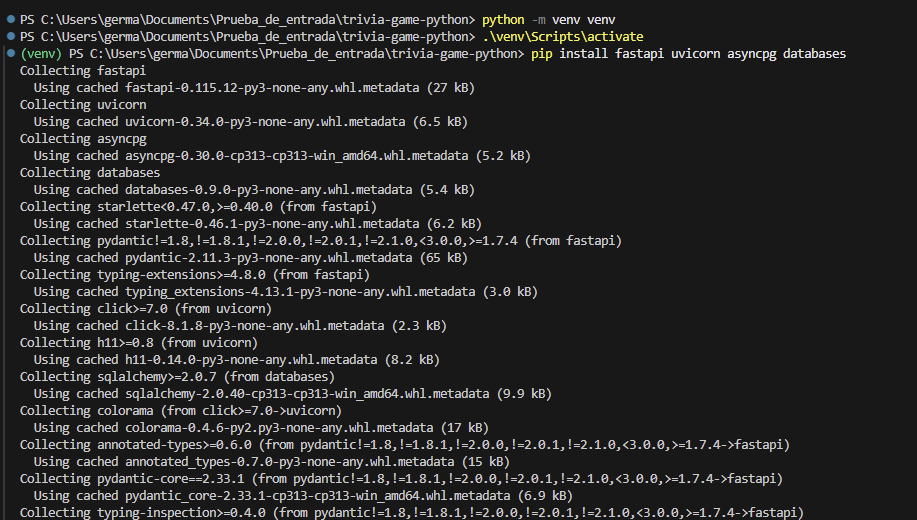 PS C:\Users\germa\Documents\Prueba_de_entrada\trivia-game-python> python -m venv venv
PS C:\Users\germa\Documents\Prueba_de_entrada\trivia-game-python> .\venv\Scripts\activate
(venv) PS C:\Users\germa\Documents\Prueba_de_entrada\trivia-game-python> pip install fastapi uvicorn asyncpg databases
Collecting fastapi
  Using cached fastapi-0.115.12-py3-none-any.whl.metadata (27 kB)
Collecting uvicorn
  Using cached uvicorn-0.34.0-py3-none-any.whl.metadata (6.5 kB)
Collecting asyncpg
  Using cached asyncpg-0.30.0-cp313-cp313-win_amd64.whl.metadata (5.2 kB)
Collecting databases
  Using cached databases-0.9.0-py3-none-any.whl.metadata (5.4 kB)
Collecting starlette<0.47.0,>=0.40.0 (from fastapi)
  Using cached starlette-0.46.1-py3-none-any.whl.metadata (6.2 kB)
Collecting pydantic!=1.8,!=1.8.1,!=2.0.0,!=2.0.1,!=2.1.0,<3.0.0,>=1.7.4 (from fastapi)
  Using cached pydantic-2.11.3-py3-none-any.whl.metadata (65 kB)
Collecting typing-extensions>=4.8.0 (from fastapi)
  Using cached typing_extensions-4.13.1-py3-none-any.whl.metadata (3.0 kB)
Collecting click>=7.0 (from uvicorn)
  Using cached click-8.1.8-py3-none-any.whl.metadata (2.3 kB)
Collecting h11>=0.8 (from uvicorn)
  Using cached h11-0.14.0-py3-none-any.whl.metadata (8.2 kB)
Collecting sqlalchemy>=2.0.7 (from databases)
  Using cached sqlalchemy-2.0.40-cp313-cp313-win_amd64.whl.metadata (9.9 kB)
Collecting colorama (from click>=7.0->uvicorn)
  Using cached colorama-0.4.6-py2.py3-none-any.whl.metadata (17 kB)
Collecting annotated-types>=0.6.0 (from pydantic!=1.8,!=1.8.1,!=2.0.0,!=2.0.1,!=2.1.0,<3.0.0,>=1.7.4->fastapi)
  Using cached annotated_types-0.7.0-py3-none-any.whl.metadata (15 kB)
Collecting pydantic-core==2.33.1 (from pydantic!=1.8,!=1.8.1,!=2.0.0,!=2.0.1,!=2.1.0,<3.0.0,>=1.7.4->fastapi)
  Using cached pydantic_core-2.33.1-cp313-cp313-win_amd64.whl.metadata (6.9 kB)
Collecting typing-inspection>=0.4.0 (from pydantic!=1.8,!=1.8.1,!=2.0.0,!=2.0.1,!=2.1.0,<3.0.0,>=1.7.4->fastapi)